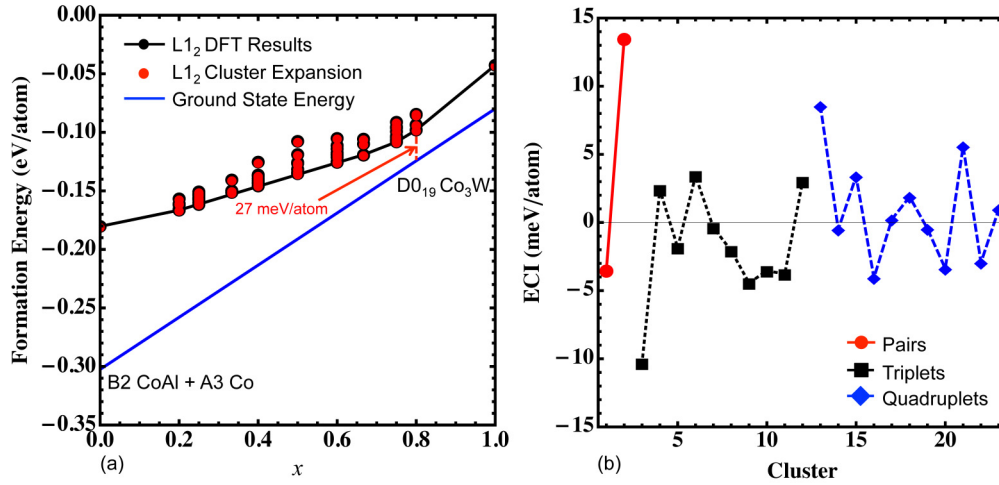 0.00
−0.05
−0.10
−0.15
−0.20
−0.25
−0.30
−0.35
Formation Energy (eV/atom)
L1₂ DFT Results
L1₂ Cluster Expansion
Ground State Energy
D0₁₉ Co₃W
27 meV/atom
B2 CoAl + A3 Co
0.0 0.2 0.4 0.6 0.8 1.0
(a)
x
15
10
5
0
−5
−10
−15
ECI (meV/atom)
Pairs
Triplets
Quadruplets
5 10 15 20
(b)
Cluster